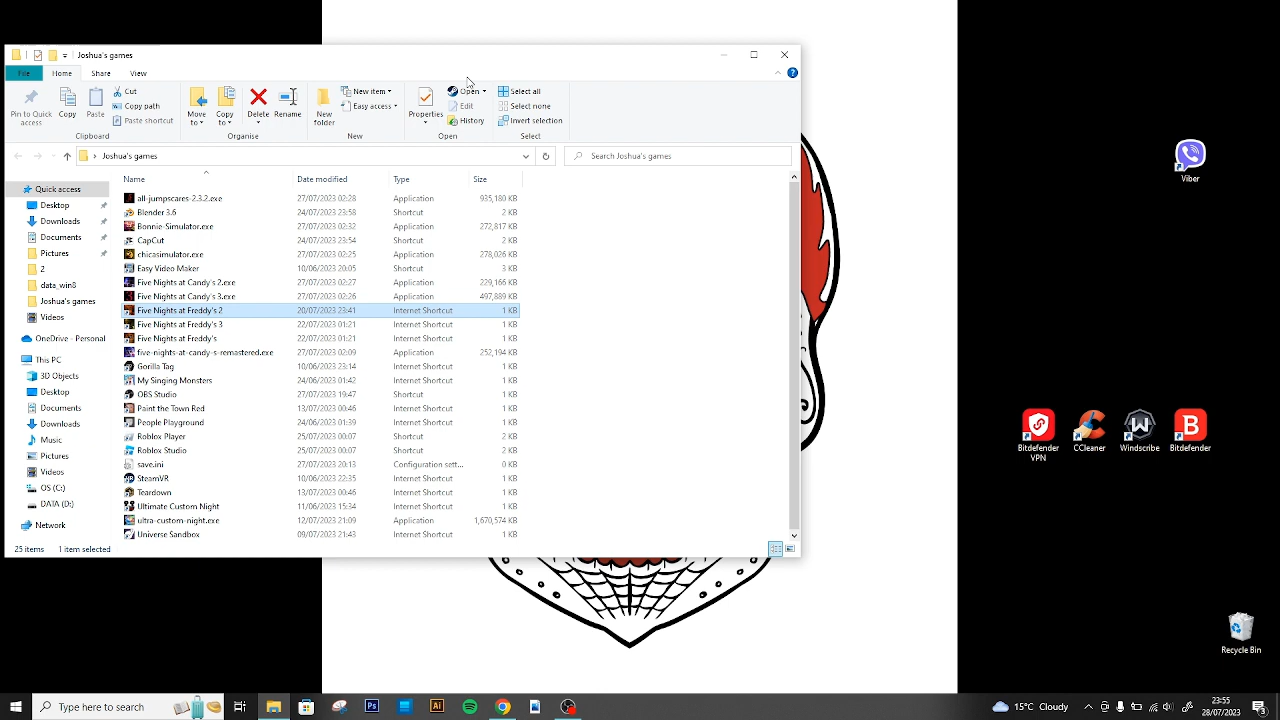 Joshua's games
File Home Share View
Pin to Quick access
Copy
Paste
Cut
Copy path
Paste shortcut
Clipboard
Move to
Copy to
Delete
Rename
Organise
New folder
New item
Easy access
New
Properties
Open
Edit
History
Open
Select all
Select none
Invert selection
Select
Joshua's games
Search Joshua's games
Quick access
Desktop
Downloads
Documents
Pictures
2
data_win8
Joshua's games
Videos
OneDrive - Personal
This PC
3D Objects
Desktop
Documents
Downloads
Music
Pictures
Videos
OS (C:)
DATA (D:)
Network
Name Date modified Type Size
all-jumpscares-2.3.2.exe 27/07/2023 02:28 Application 935,180 KB
Blender 3.6 24/06/2023 23:58 Shortcut 2 KB
Bonnie-Simulator.exe 27/07/2023 02:32 Application 272,817 KB
CapCut 24/07/2023 23:54 Shortcut 2 KB
chicasimulator.exe 27/07/2023 02:25 Application 278,026 KB
Easy Video Maker 10/06/2023 20:05 Shortcut 3 KB
Five Nights at Candy's 2.exe 27/07/2023 02:27 Application 229,166 KB
Five Nights at Candy's 3.exe 27/07/2023 02:26 Application 497,889 KB
Five Nights at Freddy's 2 20/07/2023 23:41 Internet Shortcut 1 KB
Five Nights at Freddy's 3 22/07/2023 01:21 Internet Shortcut 1 KB
Five Nights at Freddy's 22/07/2023 01:21 Internet Shortcut 1 KB
five-nights-at-candy-s-remastered.exe 27/07/2023 02:09 Application 252,194 KB
Gorilla Tag 10/06/2023 23:14 Internet Shortcut 1 KB
My Singing Monsters 24/06/2023 01:42 Internet Shortcut 1 KB
OBS Studio 27/07/2023 19:47 Shortcut 2 KB
Paint the Town Red 13/07/2023 00:46 Internet Shortcut 1 KB
People Playground 24/06/2023 01:39 Internet Shortcut 1 KB
Roblox Player 25/07/2023 00:07 Shortcut 2 KB
Roblox Studio 25/07/2023 00:07 Shortcut 2 KB
save.ini 27/07/2023 20:13 Configuration sett... 0 KB
SteamVR 10/06/2023 22:35 Internet Shortcut 1 KB
Teardown 13/07/2023 00:46 Internet Shortcut 1 KB
Ultimate Custom Night 11/06/2023 15:34 Internet Shortcut 1 KB
ultra-custom-night.exe 12/07/2023 21:09 Application 1,670,574 KB
Universe Sandbox 09/07/2023 21:43 Internet Shortcut 1 KB
25 items 1 item selected
Viber
Bitdefender VPN
CCleaner
Windscribe
Bitdefender
Recycle Bin
Type here to search
Ps
Ai
15°C Cloudy
23:55
28/07/2023